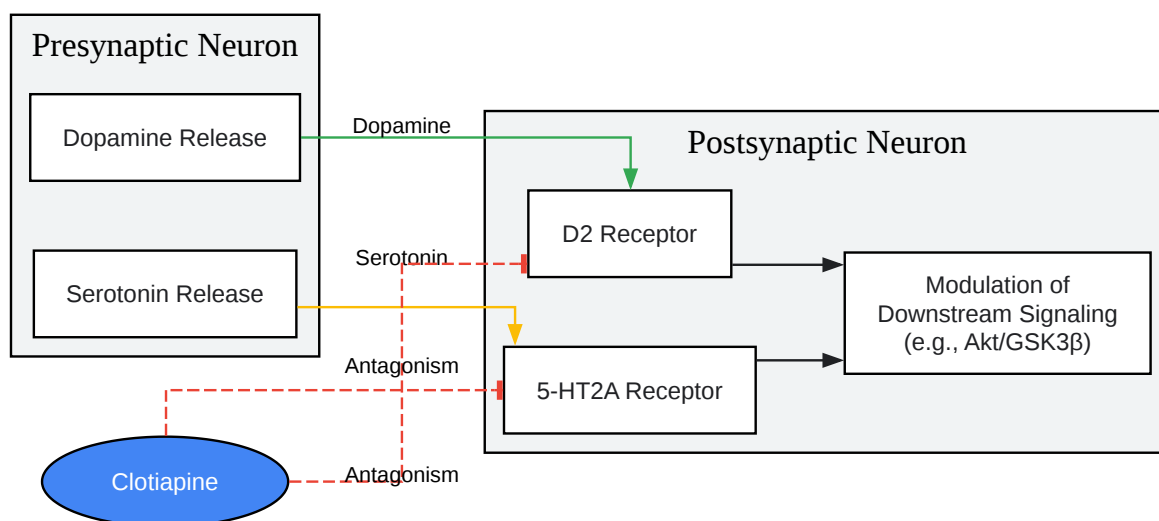 Presynaptic Neuron
Dopamine Release
Dopamine
Postsynaptic Neuron
D2 Receptor
Serotonin
Serotonin Release
Modulation of
Downstream Signaling
(e.g., Akt/GSK3β)
Antagonism
5-HT2A Receptor
Clotiapine
Antagonism